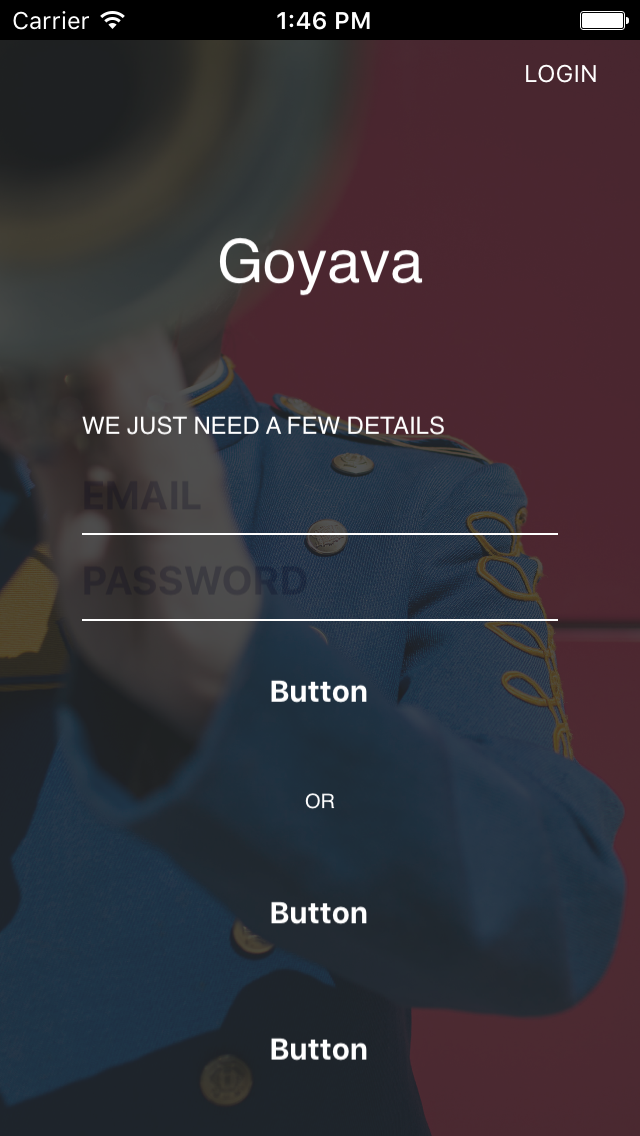 Carrier 1:46 PM
LOGIN
Goyava
WE JUST NEED A FEW DETAILS
EMAIL
PASSWORD
Button
OR
Button
Button